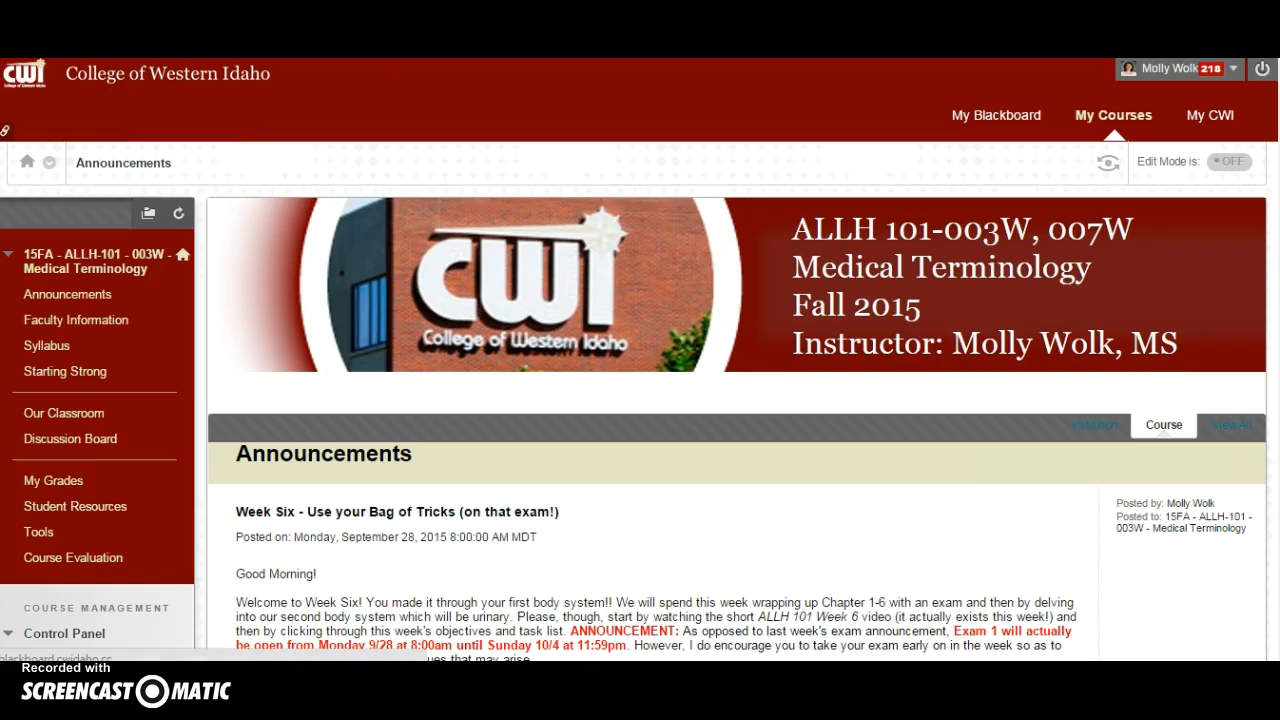 CWI
College of Western Idaho
Molly Wolk 218
My Blackboard
My Courses
My CWI
Announcements
Edit Mode is:
OFF
15FA - ALLH-101 - 003W -
Medical Terminology
Announcements
Faculty Information
Syllabus
Starting Strong
Our Classroom
Discussion Board
My Grades
Student Resources
Tools
Course Evaluation
COURSE MANAGEMENT
Control Panel
cwi
College of Western Idaho
ALLH 101-003W, 007W
Medical Terminology
Fall 2015
Instructor: Molly Wolk, MS
Institution
Course
View All
Announcements
Week Six - Use your Bag of Tricks (on that exam!)
Posted on: Monday, September 28, 2015 8:00:00 AM MDT
Good Morning!
Welcome to Week Six! You made it through your first body system!! We will spend this week wrapping up Chapter 1-6 with an exam and then by delving
into our second body system which will be urinary. Please, though, start by watching the short ALLH 101 Week 6 video (it actually exists this week!) and
then by clicking through this week's objectives and task list. ANNOUNCEMENT: As opposed to last week's exam announcement, Exam 1 will actually
be open from Monday 9/28 at 8:00am until Sunday 10/4 at 11:59pm. However, I do encourage you to take your exam early on in the week so as to
ues that may arise.
Posted by: Molly Wolk
Posted to: 15FA - ALLH-101 -
003W - Medical Terminology
blackboard.cwidaho.cc
Recorded with
SCREENCAST-O-MATIC